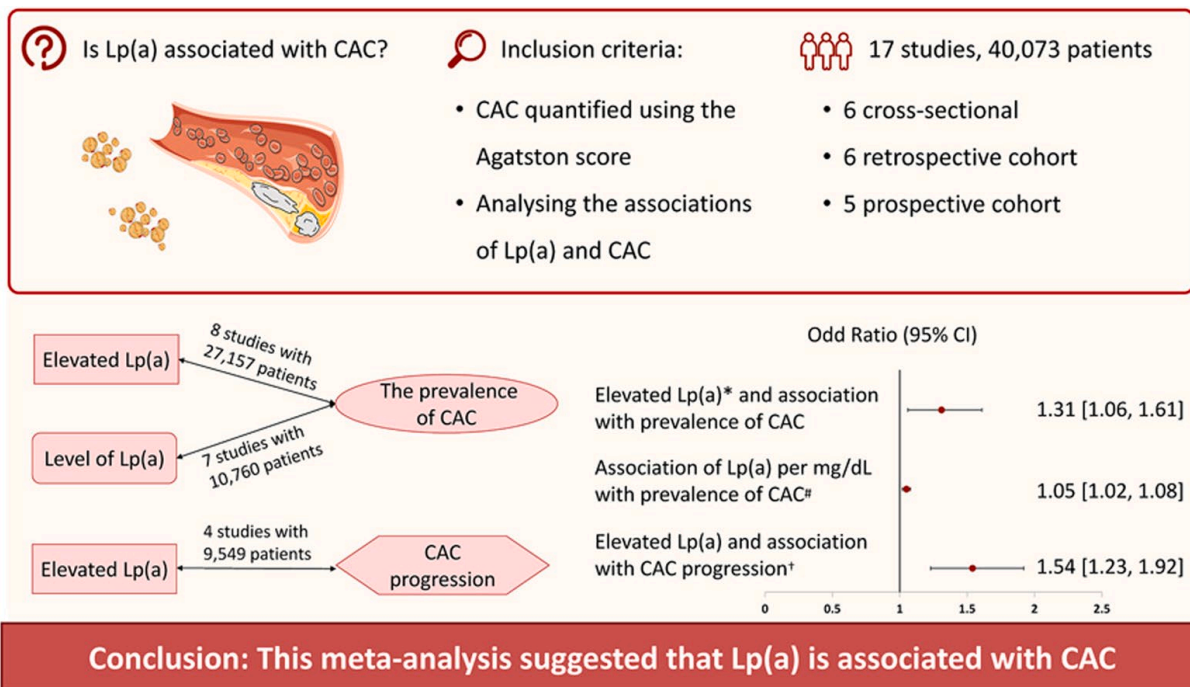 Is Lp(a) associated with CAC?
Inclusion criteria:
• CAC quantified using the
Agatston score
• Analysing the associations
of Lp(a) and CAC
17 studies, 40,073 patients
• 6 cross-sectional
• 6 retrospective cohort
• 5 prospective cohort
Elevated Lp(a)
8 studies with
27,157 patients
The prevalence
of CAC
Level of Lp(a)
7 studies with
10,760 patients
Elevated Lp(a)
4 studies with
9,549 patients
CAC
progression
Odd Ratio (95% CI)
Elevated Lp(a)* and association
with prevalence of CAC
1.31 [1.06, 1.61]
Association of Lp(a) per mg/dL
with prevalence of CAC#
1.05 [1.02, 1.08]
Elevated Lp(a) and association
with CAC progression†
1.54 [1.23, 1.92]
0 0.5 1 1.5 2 2.5
Conclusion: This meta-analysis suggested that Lp(a) is associated with CAC